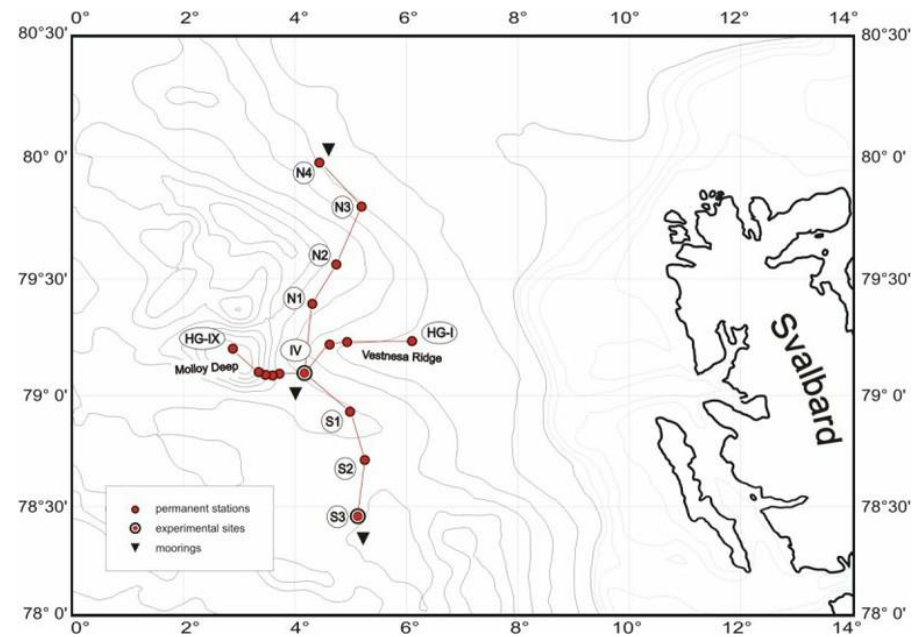 0° 2° 4° 6° 8° 10° 12° 14°
80°30' 80°30'
80° 0' 80° 0'
N4
N3
N2
79°30' 79°30'
N1
HG-IX IV HG-I
Vestnesa Ridge
Molloy Deep
79° 0' 79° 0'
S1
S2
78°30' 78°30'
S3
Svalbard
permanent stations
experimental sites
moorings
78° 0' 78° 0'
0° 2° 4° 6° 8° 10° 12° 14°